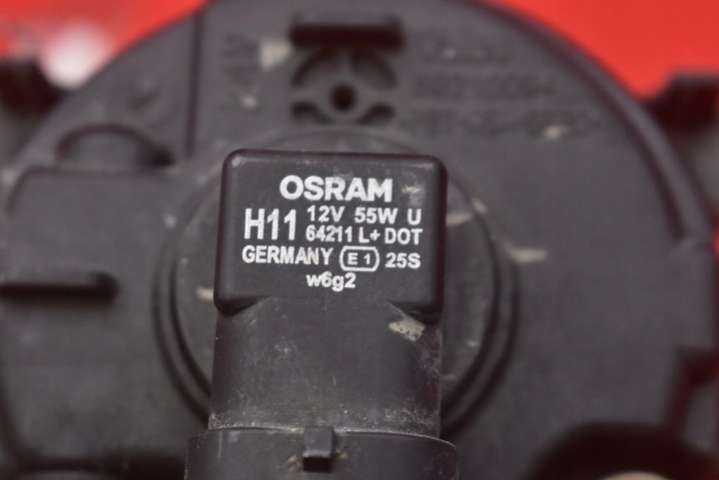 OSRAM
H11 12V 55W U
64211 L+ DOT
GERMANY E1 25S
w6g2